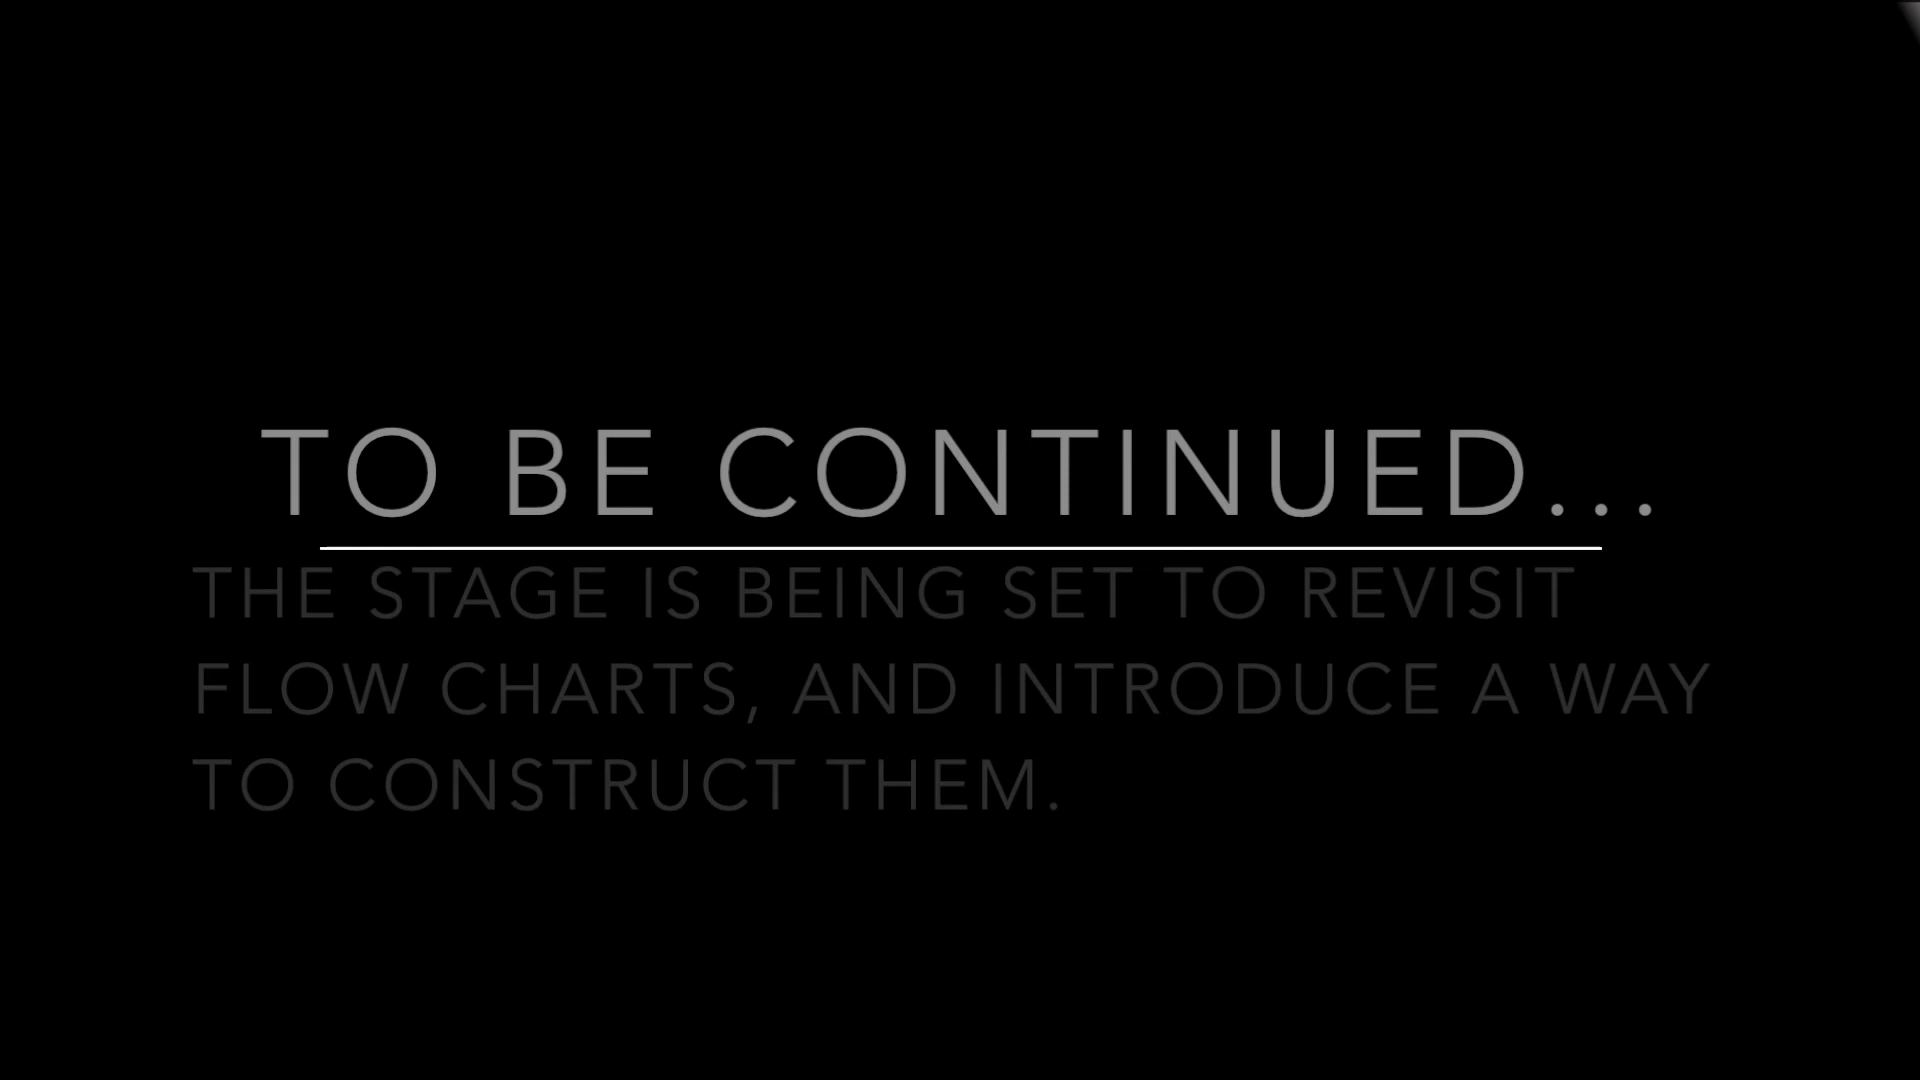 TO BE CONTINUED...
THE STAGE IS BEING SET TO REVISIT
FLOW CHARTS, AND INTRODUCE A WAY
TO CONSTRUCT THEM.